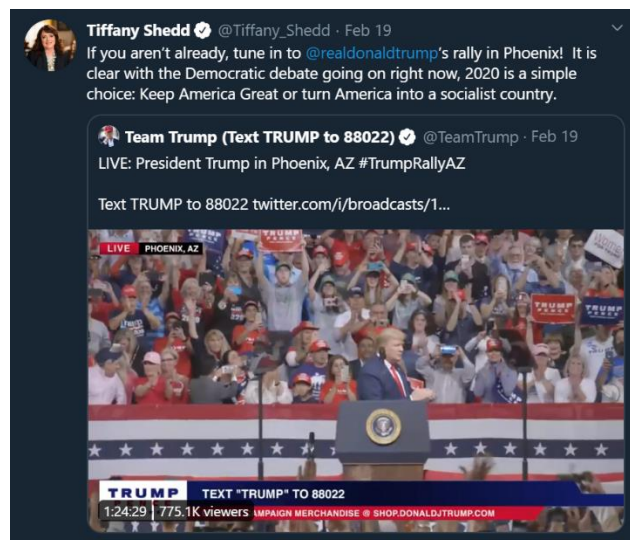 Tiffany Shedd @Tiffany_Shedd · Feb 19
If you aren't already, tune in to @realdonaldtrump's rally in Phoenix! It is
clear with the Democratic debate going on right now, 2020 is a simple
choice: Keep America Great or turn America into a socialist country.
Team Trump (Text TRUMP to 88022) @TeamTrump · Feb 19
LIVE: President Trump in Phoenix, AZ #TrumpRallyAZ
Text TRUMP to 88022 twitter.com/i/broadcasts/1...
LIVE PHOENIX, AZ
TRUMP
TRUMP
PENCE
TRUMP
PENCE
TRUMP TEXT "TRUMP" TO 88022
1:24:29 775.1K viewers MPAIGN MERCHANDISE @ SHOP.DONALDJTRUMP.COM